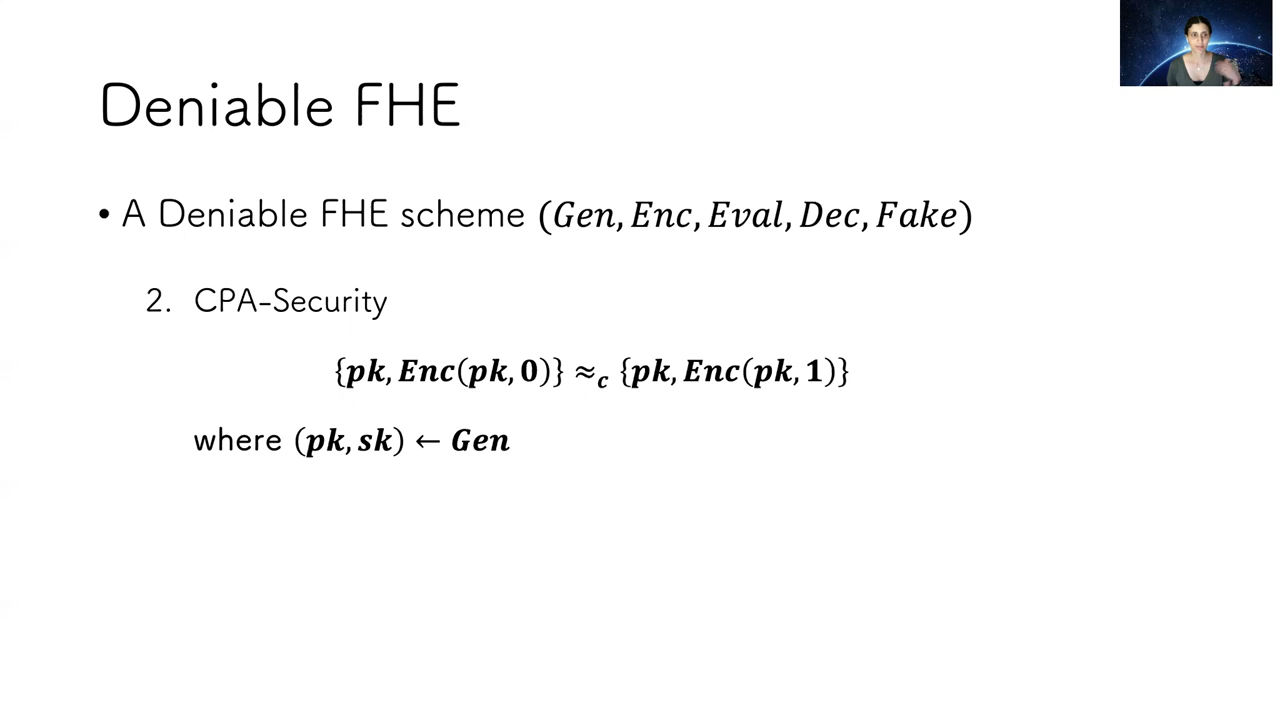 Deniable FHE
• A Deniable FHE scheme (Gen, Enc, Eval, Dec, Fake)
2. CPA-Security
{pk, Enc(pk, 0)} ≈c {pk, Enc(pk, 1)}
where (pk, sk) ← Gen